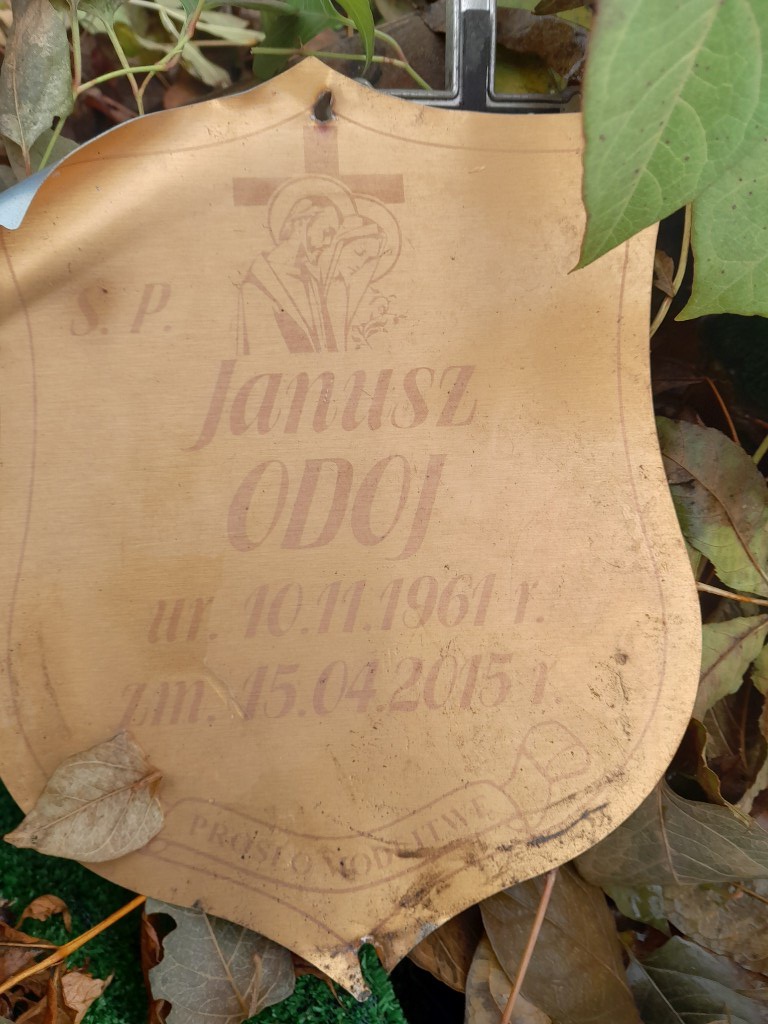 Ś. P.
Janusz
ODOJ
ur. 10.11.1961 r.
zm. 15.04.2015 r.
PROSI O MODLITWĘ